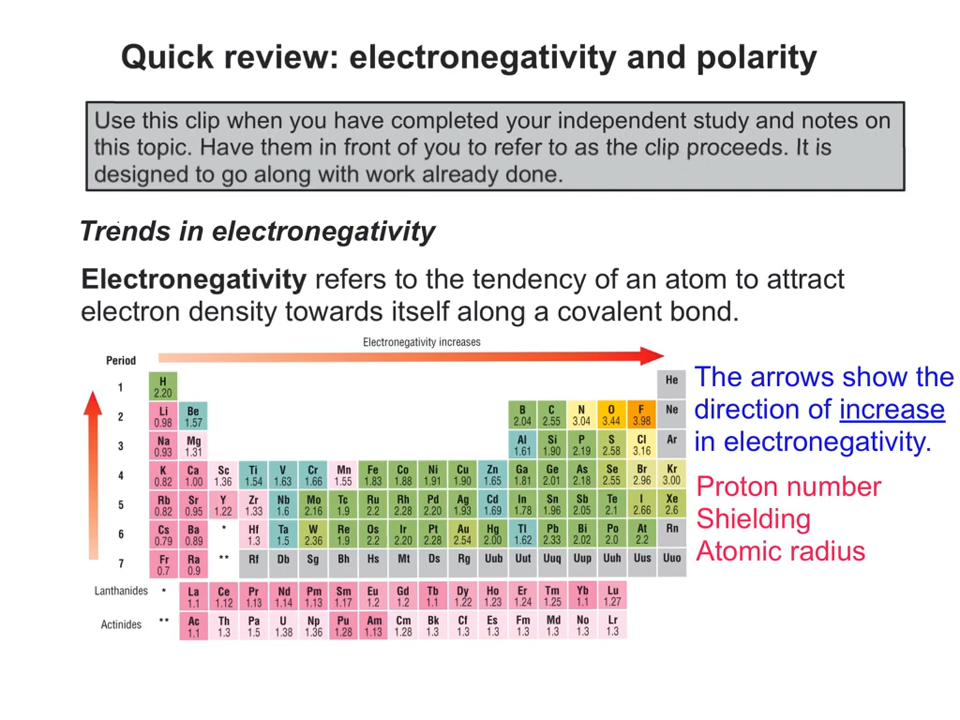 Quick review: electronegativity and polarity
Use this clip when you have completed your independent study and notes on
this topic. Have them in front of you to refer to as the clip proceeds. It is
designed to go along with work already done.
Trends in electronegativity
Electronegativity refers to the tendency of an atom to attract
electron density towards itself along a covalent bond.
Electronegativity increases
Period
1 H He
2.20
2 Li Be B C N O F Ne
0.98 1.57 2.04 2.55 3.04 3.44 3.98
3 Na Mg Al Si P S Cl Ar
0.93 1.31 1.61 1.90 2.19 2.58 3.16
4 K Ca Sc Ti V Cr Mn Fe Co Ni Cu Zn Ga Ge As Se Br Kr
0.82 1.00 1.36 1.54 1.63 1.66 1.55 1.83 1.88 1.91 1.90 1.65 1.81 2.01 2.18 2.55 2.96 3.00
5 Rb Sr Y Zr Nb Mo Tc Ru Rh Pd Ag Cd In Sn Sb Te I Xe
0.82 0.95 1.22 1.33 1.6 2.16 1.9 2.2 2.28 2.20 1.93 1.69 1.78 1.96 2.05 2.1 2.66 2.6
6 Cs Ba * Hf Ta W Re Os Ir Pt Au Hg Tl Pb Bi Po At Rn
0.79 0.89 1.3 1.5 2.36 1.9 2.2 2.20 2.28 2.54 2.00 1.62 2.33 2.02 2.0 2.2
7 Fr Ra ** Rf Db Sg Bh Hs Mt Ds Rg Uub Uut Uuq Uup Uuh Uus Uuo
0.7 0.9
Lanthanides * La Ce Pr Nd Pm Sm Eu Gd Tb Dy Ho Er Tm Yb Lu
1.1 1.12 1.13 1.14 1.13 1.17 1.2 1.2 1.1 1.22 1.23 1.24 1.25 1.1 1.27
Actinides ** Ac Th Pa U Np Pu Am Cm Bk Cf Es Fm Md No Lr
1.1 1.3 1.5 1.38 1.36 1.28 1.13 1.28 1.3 1.3 1.3 1.3 1.3 1.3 1.3
The arrows show the
direction of increase
in electronegativity.
Proton number
Shielding
Atomic radius